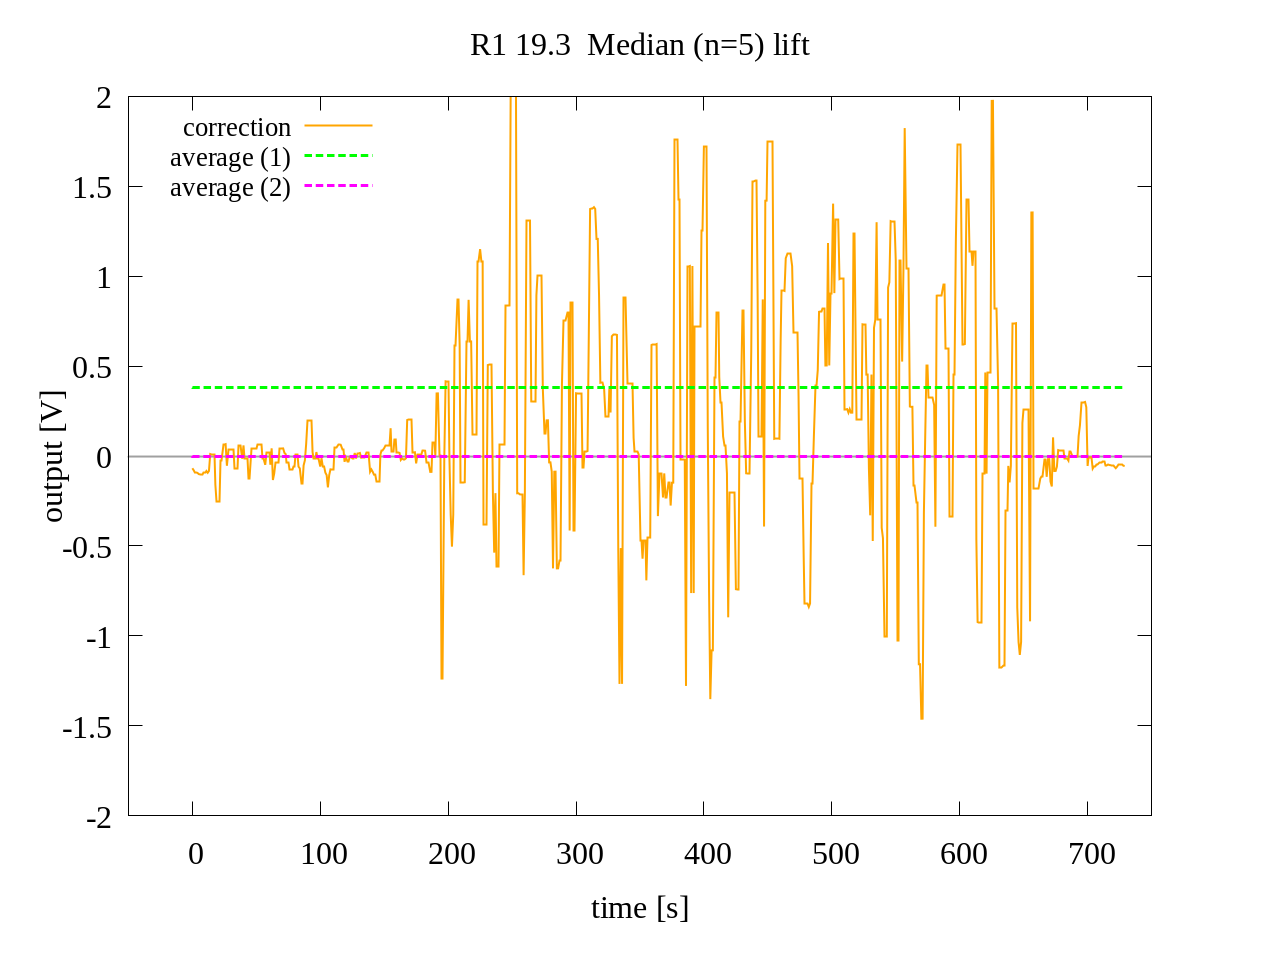 R1 19.3  Median (n=5) lift
correction
average (1)
average (2)
2
1.5
1
0.5
0
-0.5
-1
-1.5
-2
output [V]
0 100 200 300 400 500 600 700
time [s]